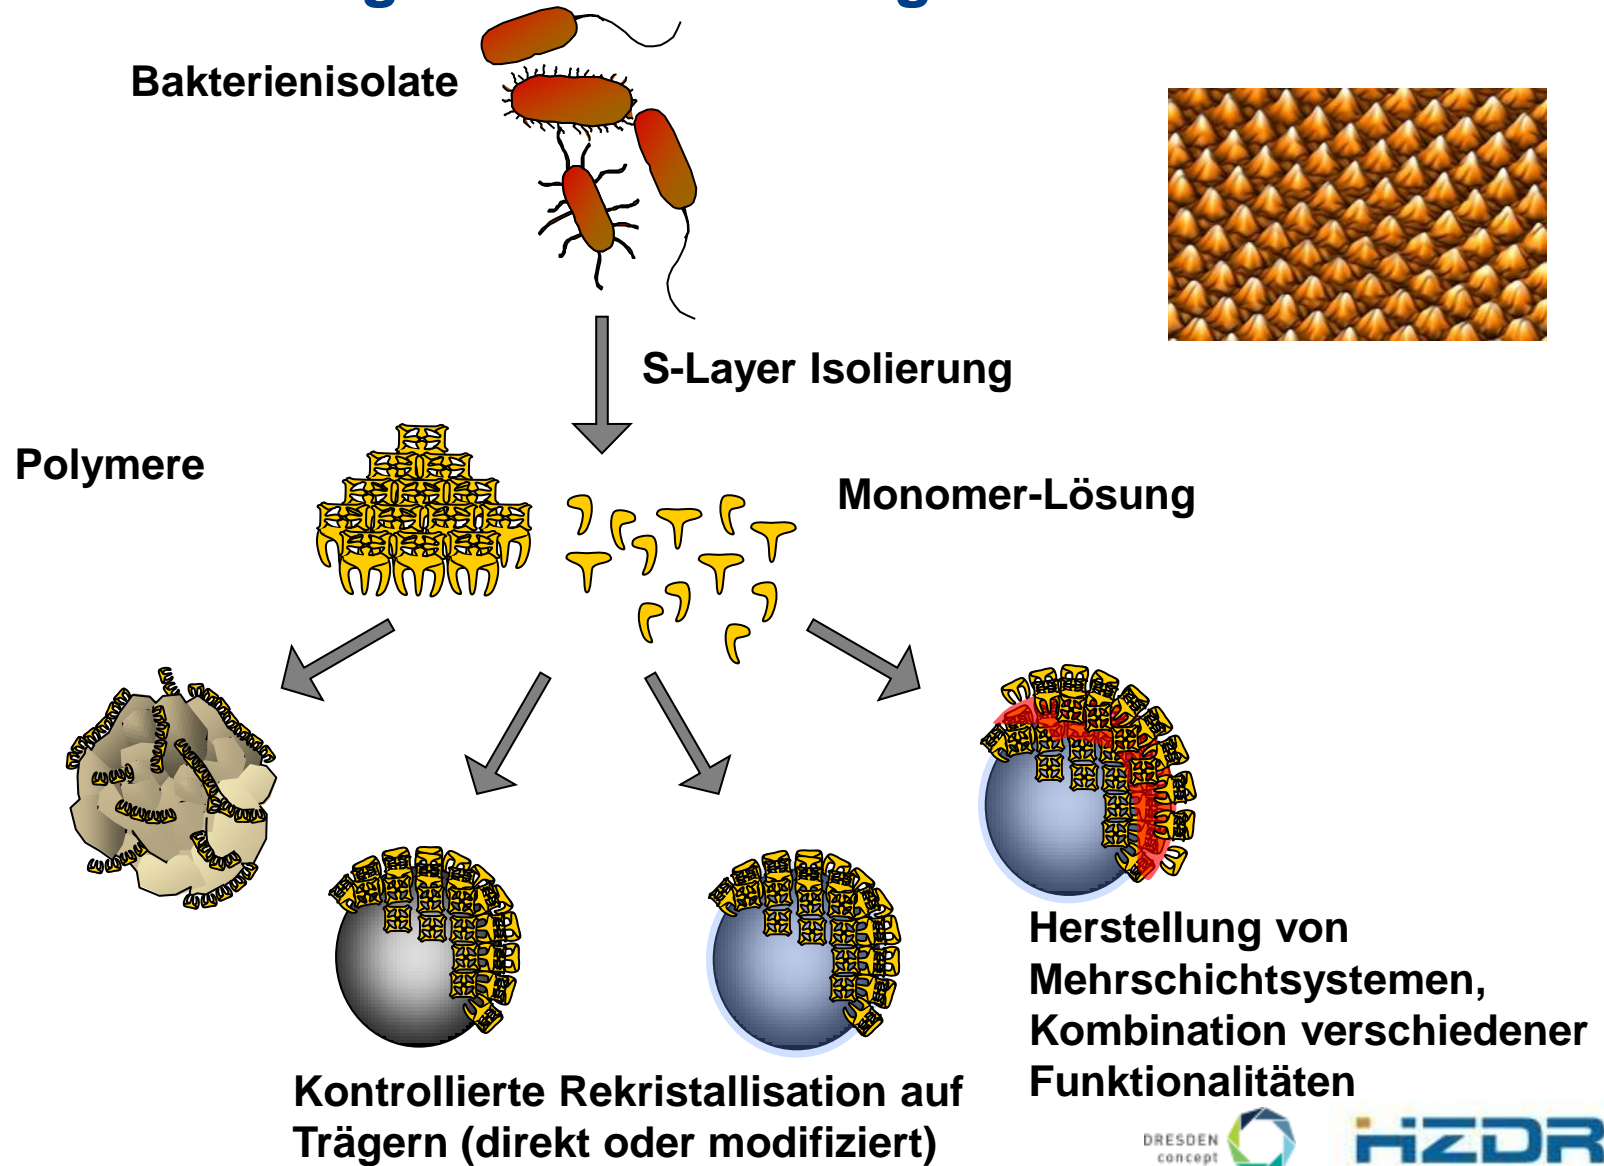 Bakterienisolate
S-Layer Isolierung
Polymere
Monomer-Lösung
Herstellung von
Mehrschichtsystemen,
Kombination verschiedener
Funktionalitäten
Kontrollierte Rekristallisation auf
Trägern (direkt oder modifiziert)
DRESDEN
concept
HZDR